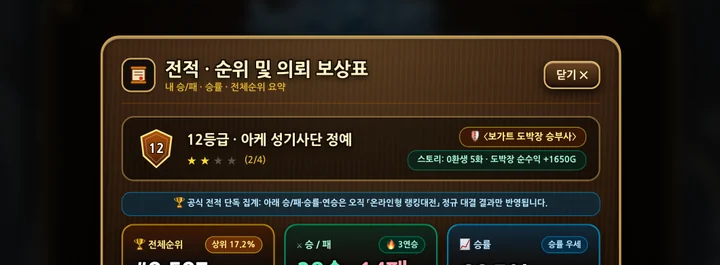 전적 · 순위 및 의뢰 보상표
내 승/패 · 승률 · 전체순위 요약
닫기 ✕
12
12등급 · 아케 성기사단 정예
★★★★ (2/4)
〈보가트 도박장 승부사〉
스토리: 0환생 5화 · 도박장 순수익 +1650G
공식 전적 단독 집계: 아래 승/패·승률·연승은 오직 「온라인형 랭킹대전」 정규 대결 결과만 반영됩니다.
전체순위
상위 17.2%
승 / 패
3연승
승률
승률 우세